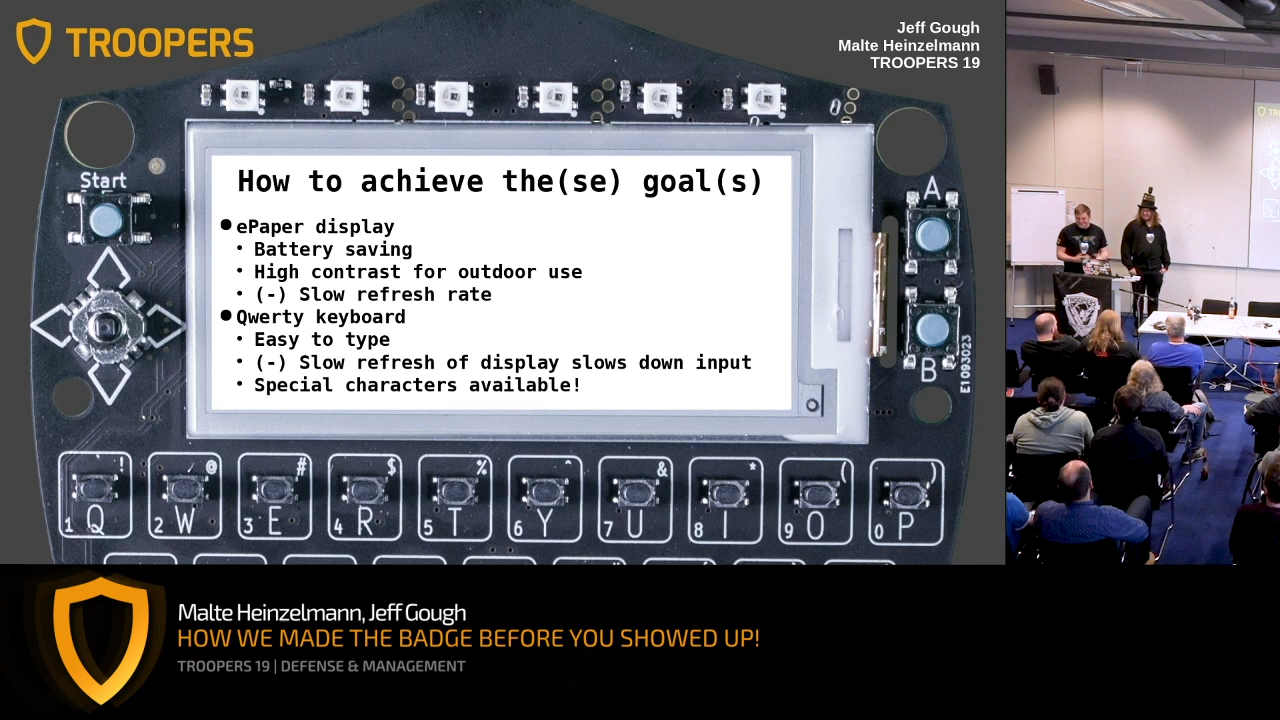 TROOPERS
Jeff Gough
Malte Heinzelmann
TROOPERS 19
Start
A
B
E1093023
How to achieve the(se) goal(s)
● ePaper display
• Battery saving
• High contrast for outdoor use
• (-) Slow refresh rate
● Qwerty keyboard
• Easy to type
• (-) Slow refresh of display slows down input
• Special characters available!
` ! @ # $ % ^ & * ( )
1 Q 2 W 3 E 4 R 5 T 6 Y 7 U 8 I 9 O 0 P
TROOPERS
Malte Heinzelmann, Jeff Gough
HOW WE MADE THE BADGE BEFORE YOU SHOWED UP!
TROOPERS 19 | DEFENSE & MANAGEMENT